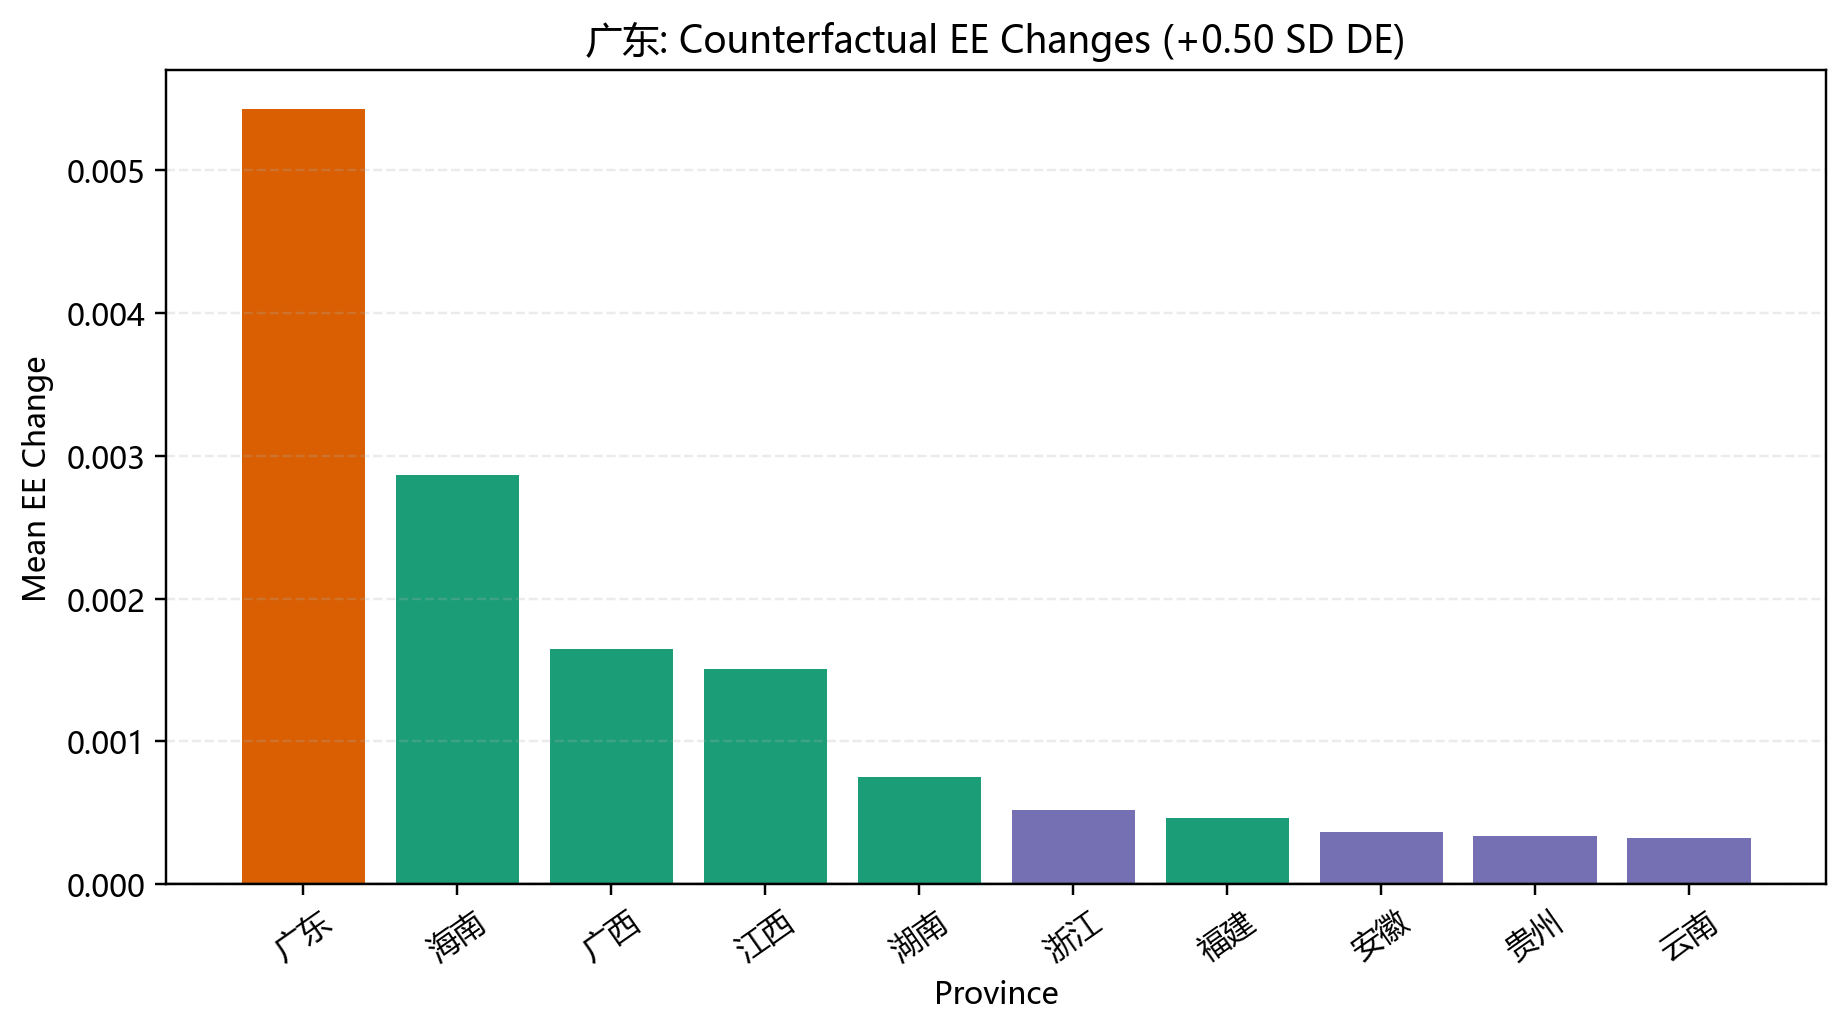 广东: Counterfactual EE Changes (+0.50 SD DE)
Mean EE Change
0.005
0.004
0.003
0.002
0.001
0.000
广东
海南
广西
江西
湖南
浙江
福建
安徽
贵州
云南
Province